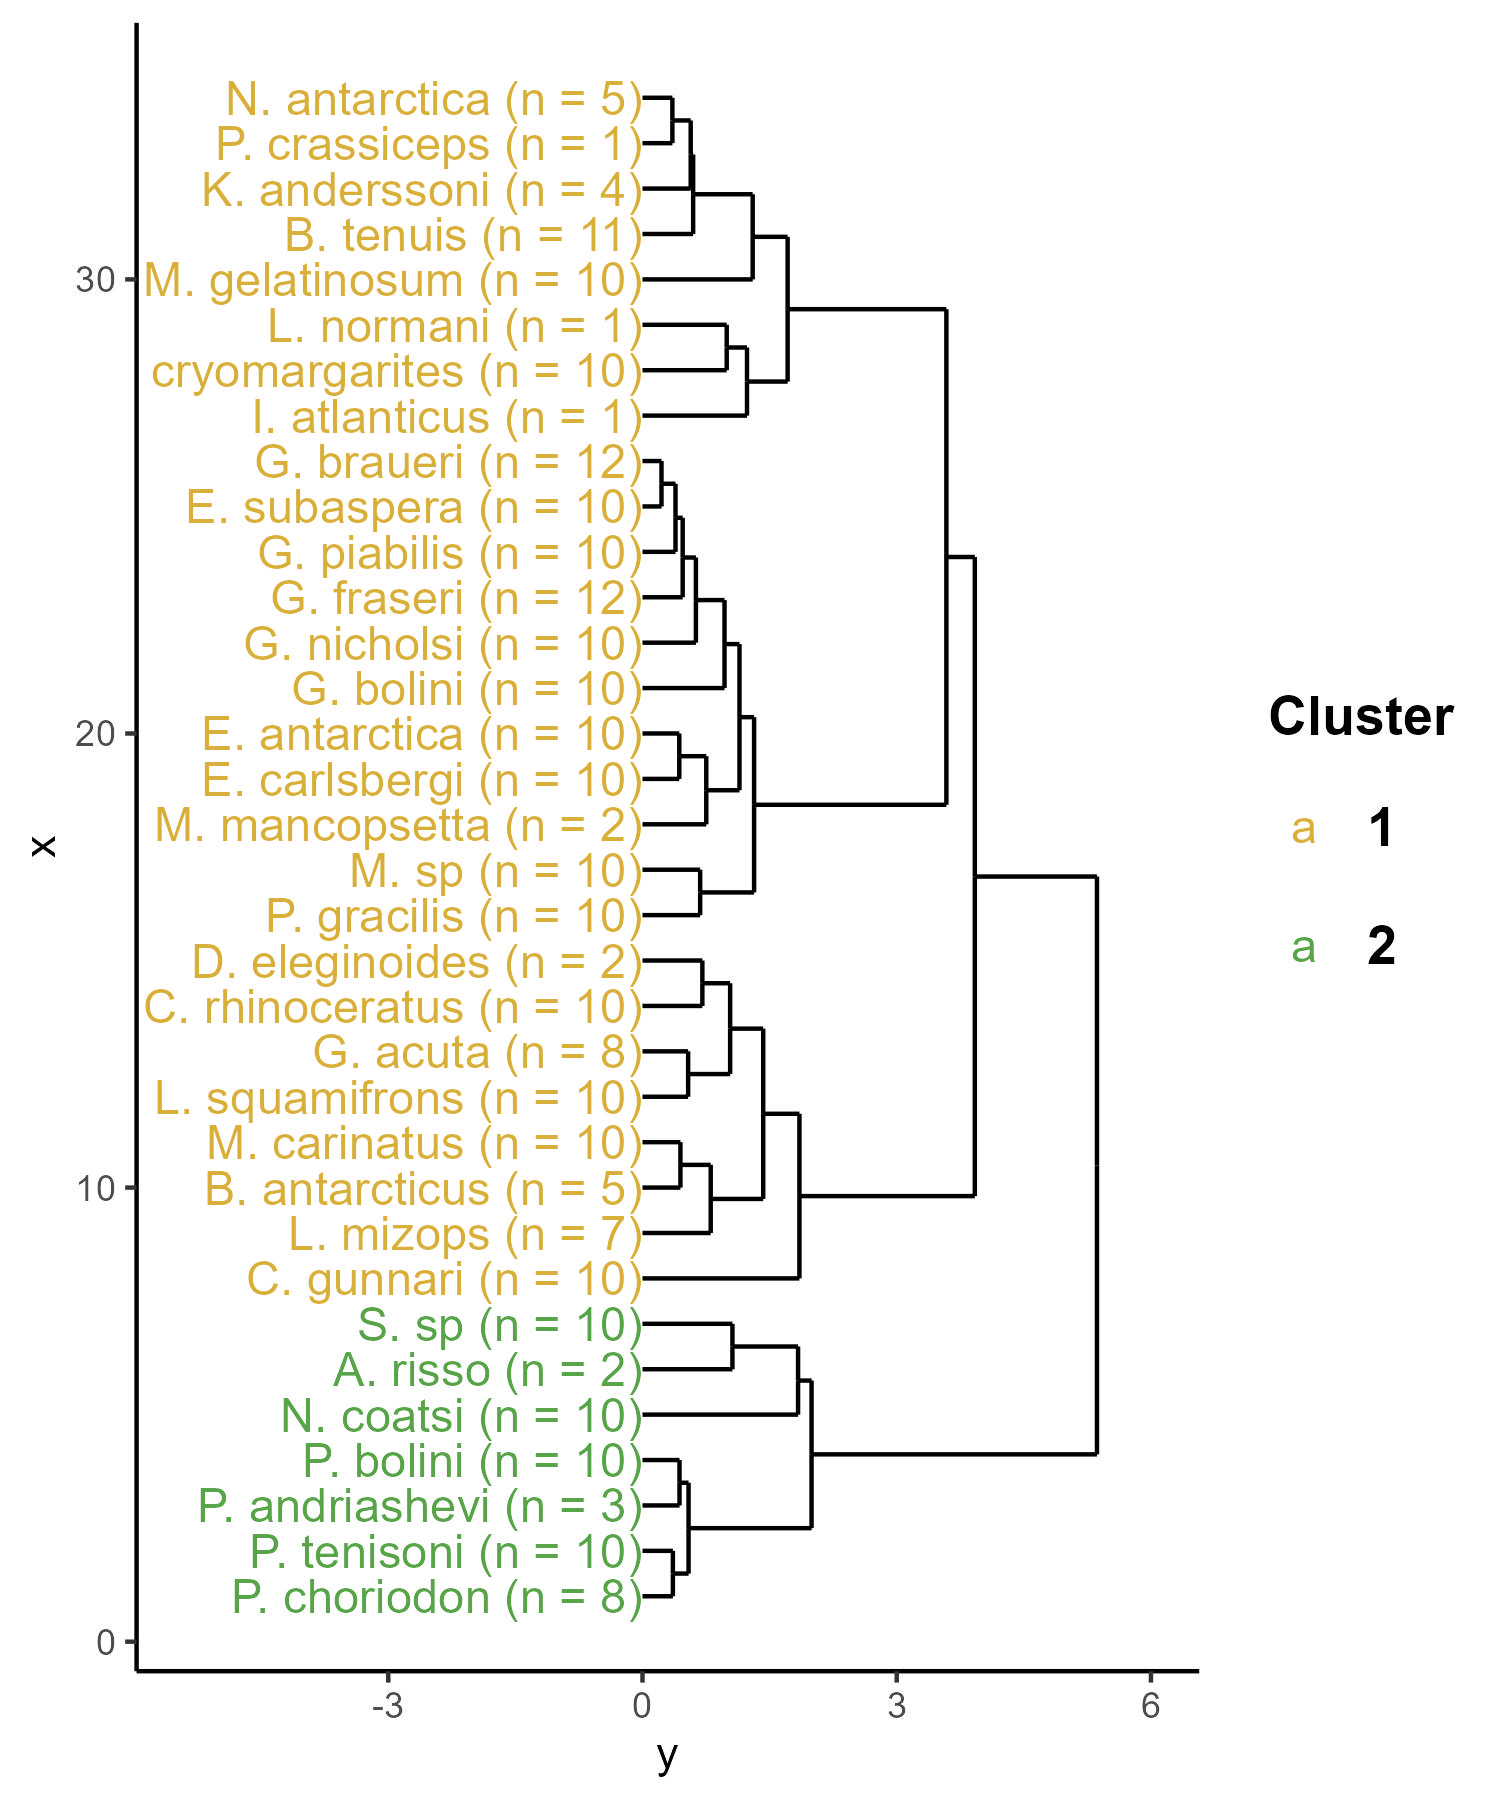 N. antarctica (n = 5)
P. crassiceps (n = 1)
K. anderssoni (n = 4)
B. tenuis (n = 11)
30
M. gelatinosum (n = 10)
L. normani (n = 1)
cryomargarites (n = 10)
I. atlanticus (n = 1)
G. braueri (n = 12)
E. subaspera (n = 10)
G. piabilis (n = 10)
G. fraseri (n = 12)
G. nicholsi (n = 10)
G. bolini (n = 10)
20
E. antarctica (n = 10)
E. carlsbergi (n = 10)
M. mancopsetta (n = 2)
M. sp (n = 10)
P. gracilis (n = 10)
D. eleginoides (n = 2)
C. rhinoceratus (n = 10)
G. acuta (n = 8)
L. squamifrons (n = 10)
M. carinatus (n = 10)
10
B. antarcticus (n = 5)
L. mizops (n = 7)
C. gunnari (n = 10)
S. sp (n = 10)
A. risso (n = 2)
N. coatsi (n = 10)
P. bolini (n = 10)
P. andriashevi (n = 3)
P. tenisoni (n = 10)
P. choriodon (n = 8)
0
x
-3 0 3 6
y
Cluster
a 1
a 2